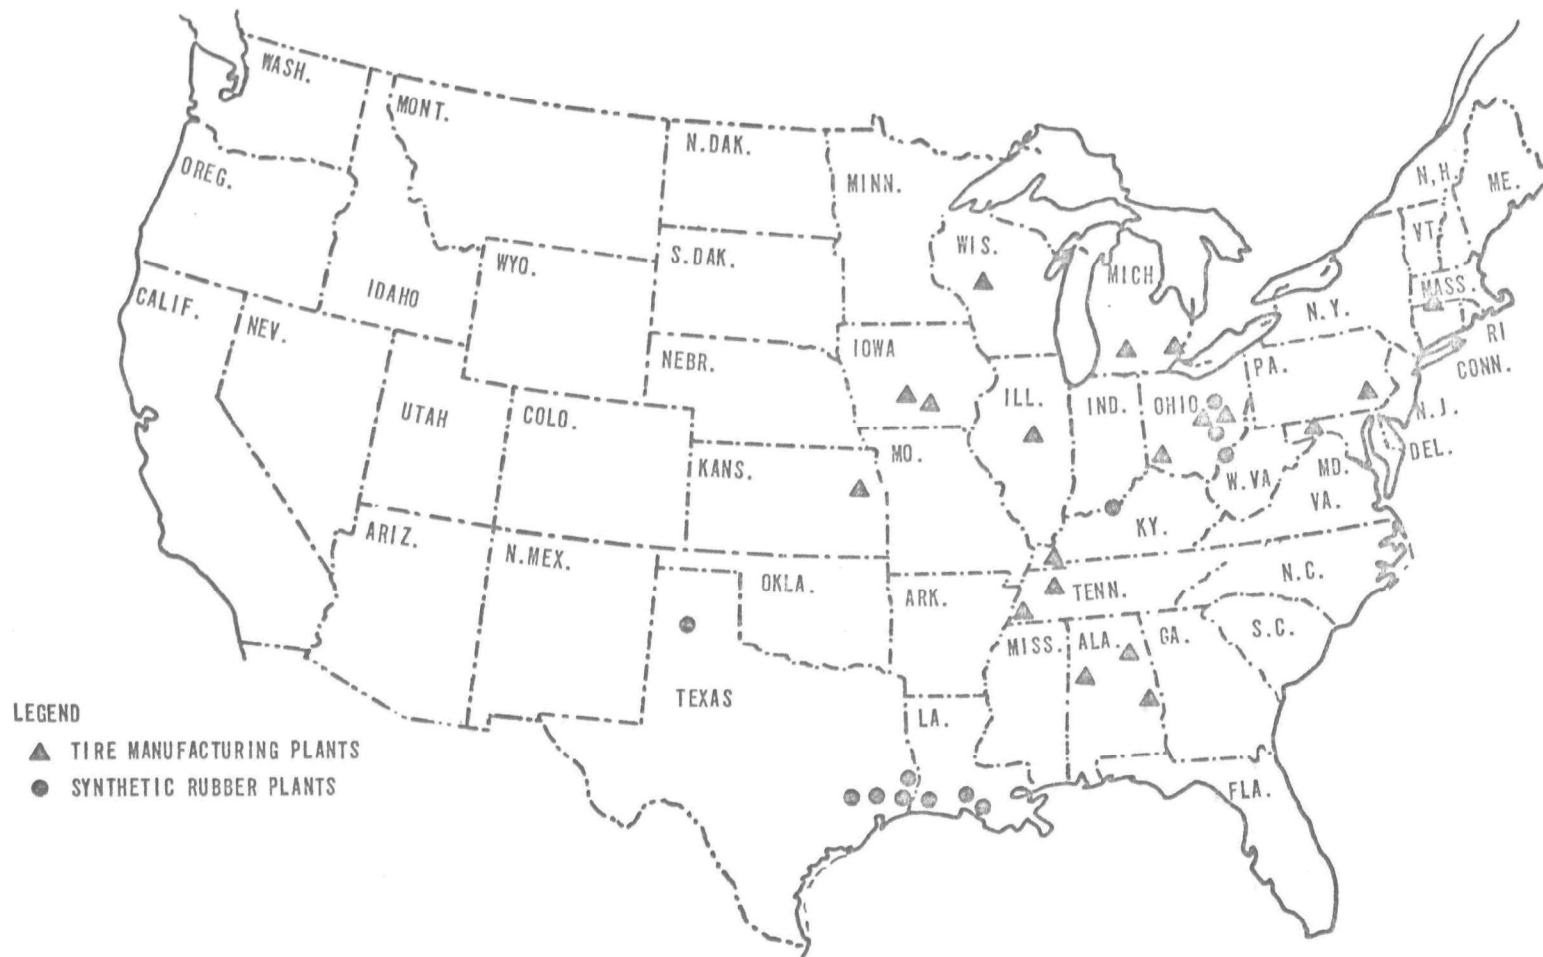 WASH.
MONT.
N.DAK.
MINN.
OREG.
N,H.
ME.
VT.
WIS.
S.DAK.
WYO.
MICH
IDAHO
MASS.
CALIF.
NEV.
N.Y.
RI
IOWA
NEBR.
PA.
CONN.
ILL.
IND.
OHIO
UTAH
COLO.
N.J.
MO.
DEL.
KANS.
W.VA
MD.
VA.
ARIZ.
KY.
N.MEX.
OKLA.
N.C.
ARK.
TENN.
S.C.
MISS.
ALA.
GA.
TEXAS
LA.
FLA.
LEGEND
TIRE MANUFACTURING PLANTS
SYNTHETIC RUBBER PLANTS